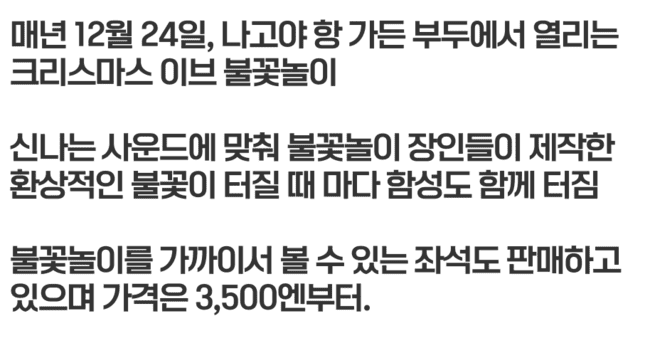 매년 12월 24일, 나고야 항 가든 부두에서 열리는
크리스마스 이브 불꽃놀이
신나는 사운드에 맞춰 불꽃놀이 장인들이 제작한
환상적인 불꽃이 터질 때 마다 함성도 함께 터짐
불꽃놀이를 가까이서 볼 수 있는 좌석도 판매하고
있으며 가격은 3,500엔부터.